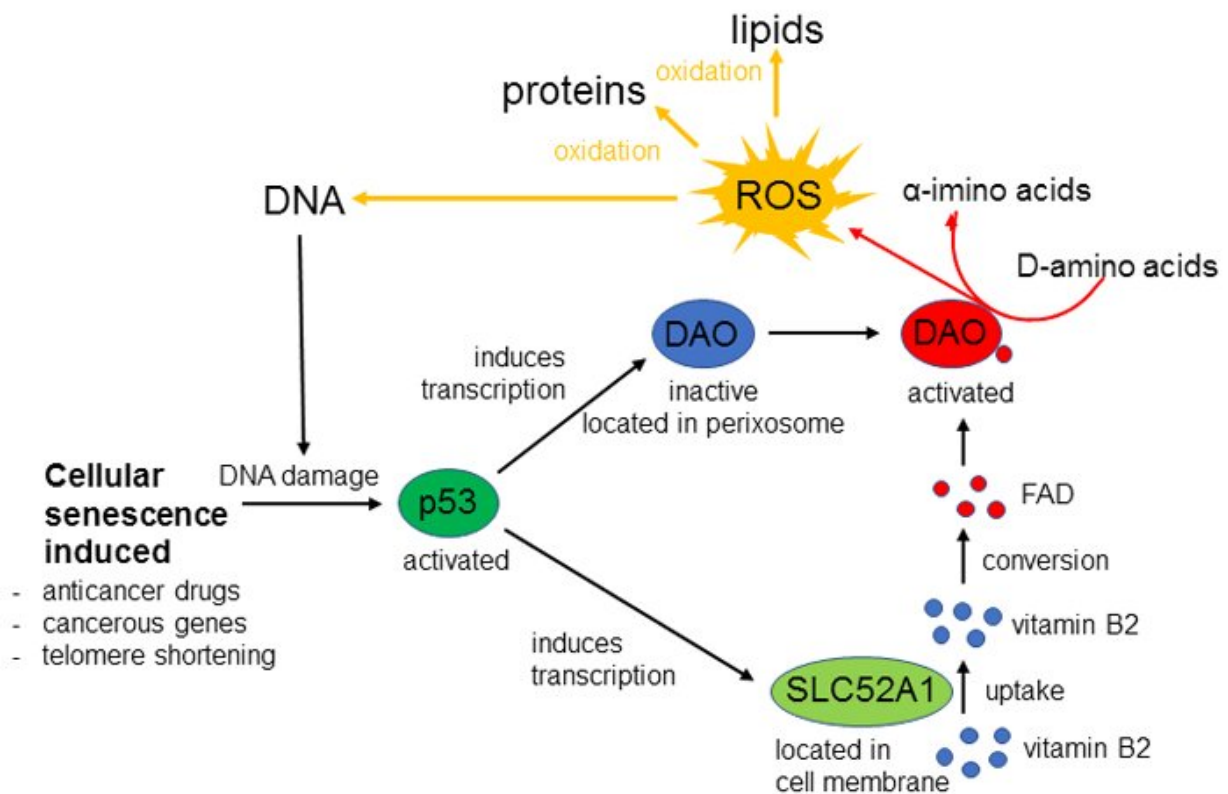 lipids
oxidation
proteins
oxidation
ROS
DNA
α-imino acids
D-amino acids
DAO
DAO
induces
transcription
inactive
located in perixosome
activated
Cellular
senescence
induced
DNA damage
p53
activated
- anticancer drugs
- cancerous genes
- telomere shortening
FAD
conversion
vitamin B2
induces
transcription
SLC52A1
uptake
located in
cell membrane
vitamin B2